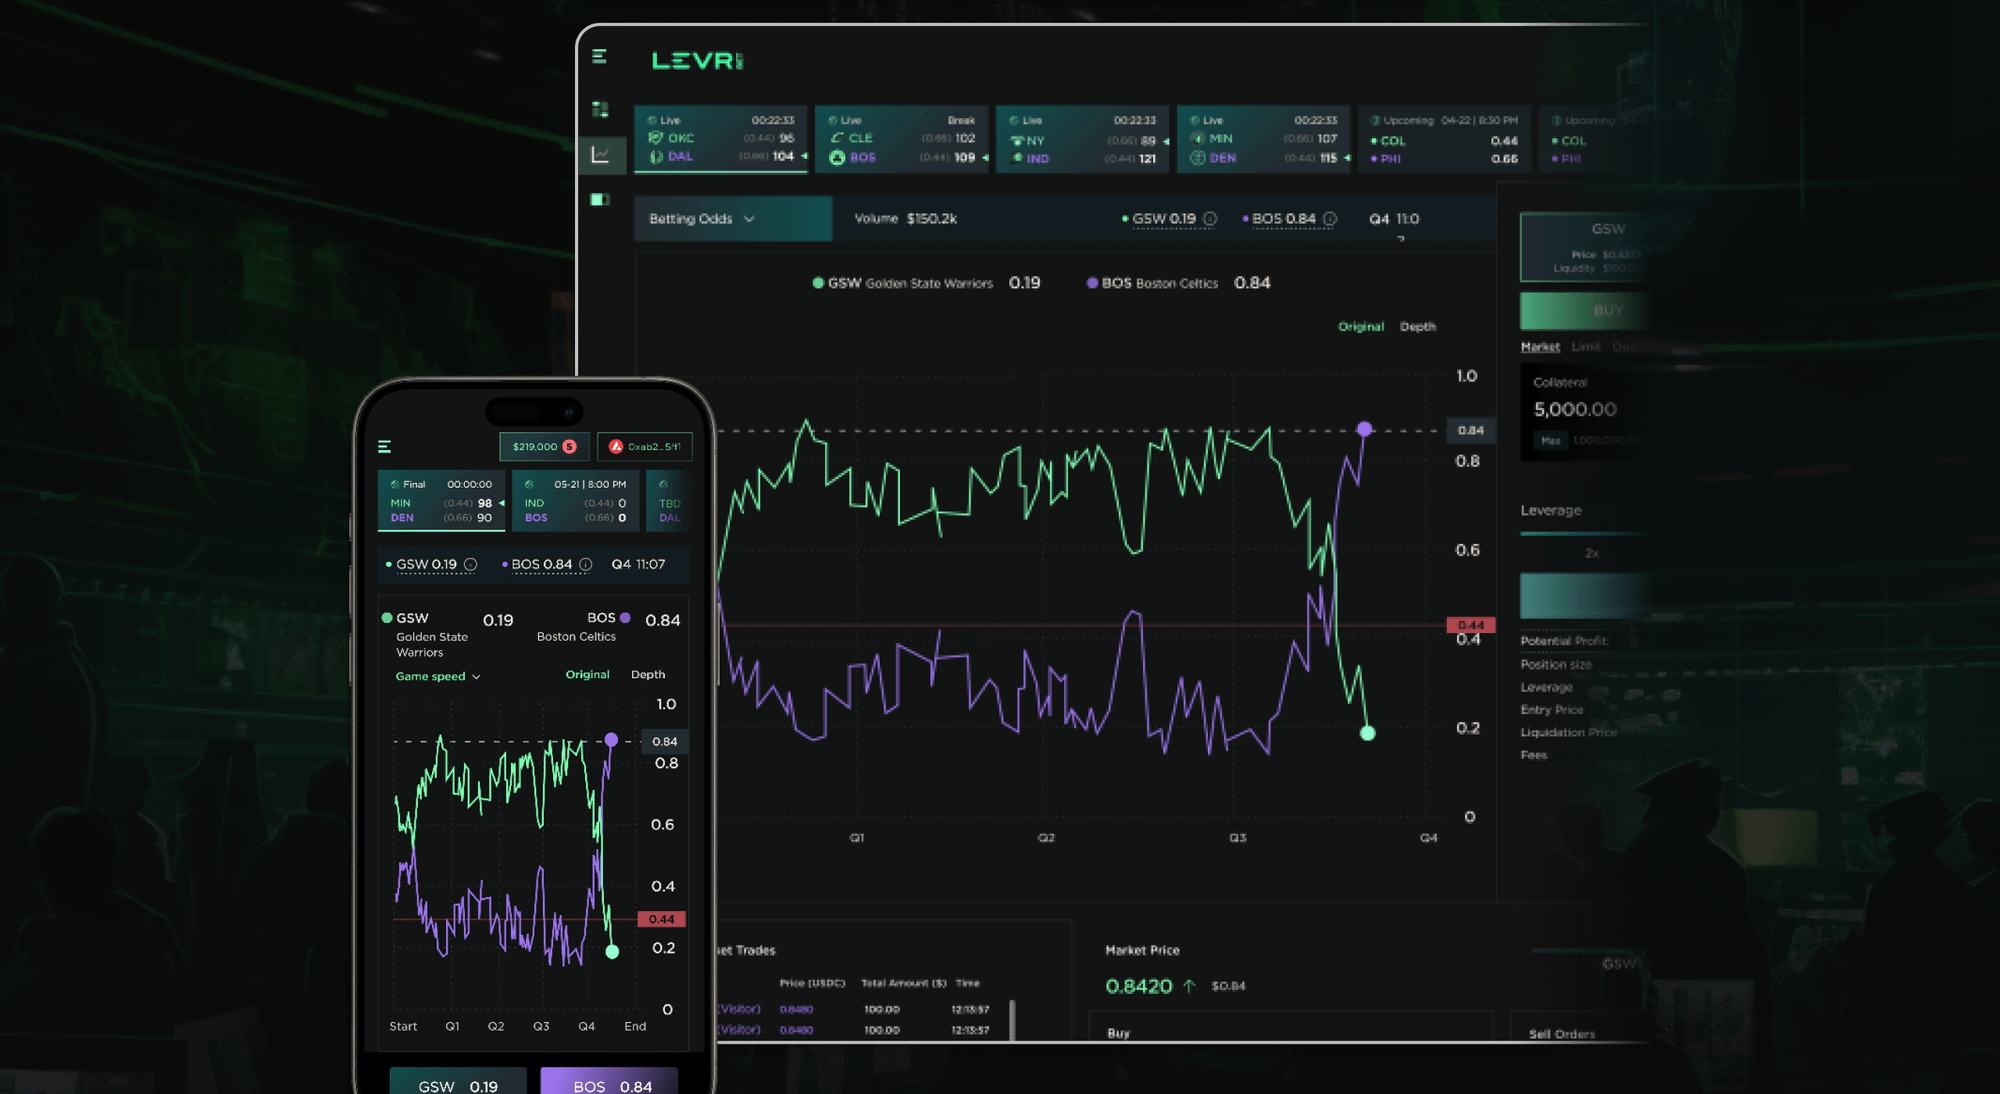 LEVR
Live 00:22:33
OKC (0.44) 96
DAL (0.66) 104
Live Break
CLE (0.66) 102
BOS (0.44) 109
Live 00:22:33
NY (0.66) 89
IND (0.44) 121
Live 00:22:33
MIN (0.66) 107
DEN (0.44) 115
Upcoming 04-22 | 8:30 PM
COL 0.44
PHI 0.66
Upcoming
COL
PHI
Betting Odds
Volume $150.2k
GSW 0.19
BOS 0.84
Q4 11:0
GSW Golden State Warriors 0.19
BOS Boston Celtics 0.84
Original Depth
1.0
0.84
0.8
0.6
0.44
0.4
0.2
0
Q1 Q2 Q3 Q4
GSW
Price
Liquidity
BUY
Market Limit
Collateral
5,000.00
Max
Leverage
2x
Potential Profit:
Position size
Leverage
Entry Price
Liquidation Price
Fees
ket Trades
Price (USDC) Total Amount ($) Time
(Visitor) 0.8480 100.00 12:13:57
(Visitor) 0.8480 100.00 12:13:57
Market Price
0.8420 $0.84
Buy
GSW
Sell Orders
$219,000 5
0xab2...5ff1
Final 00:00:00
MIN (0.44) 98
DEN (0.66) 90
05-21 | 8:00 PM
IND (0.44) 0
BOS (0.66) 0
TBD
DAL
GSW 0.19
BOS 0.84
Q4 11:07
GSW 0.19
Golden State
Warriors
BOS 0.84
Boston Celtics
Game speed
Original Depth
1.0
0.84
0.8
0.6
0.4
0.44
0.2
0
Start Q1 Q2 Q3 Q4 End
GSW 0.19
BOS 0.84